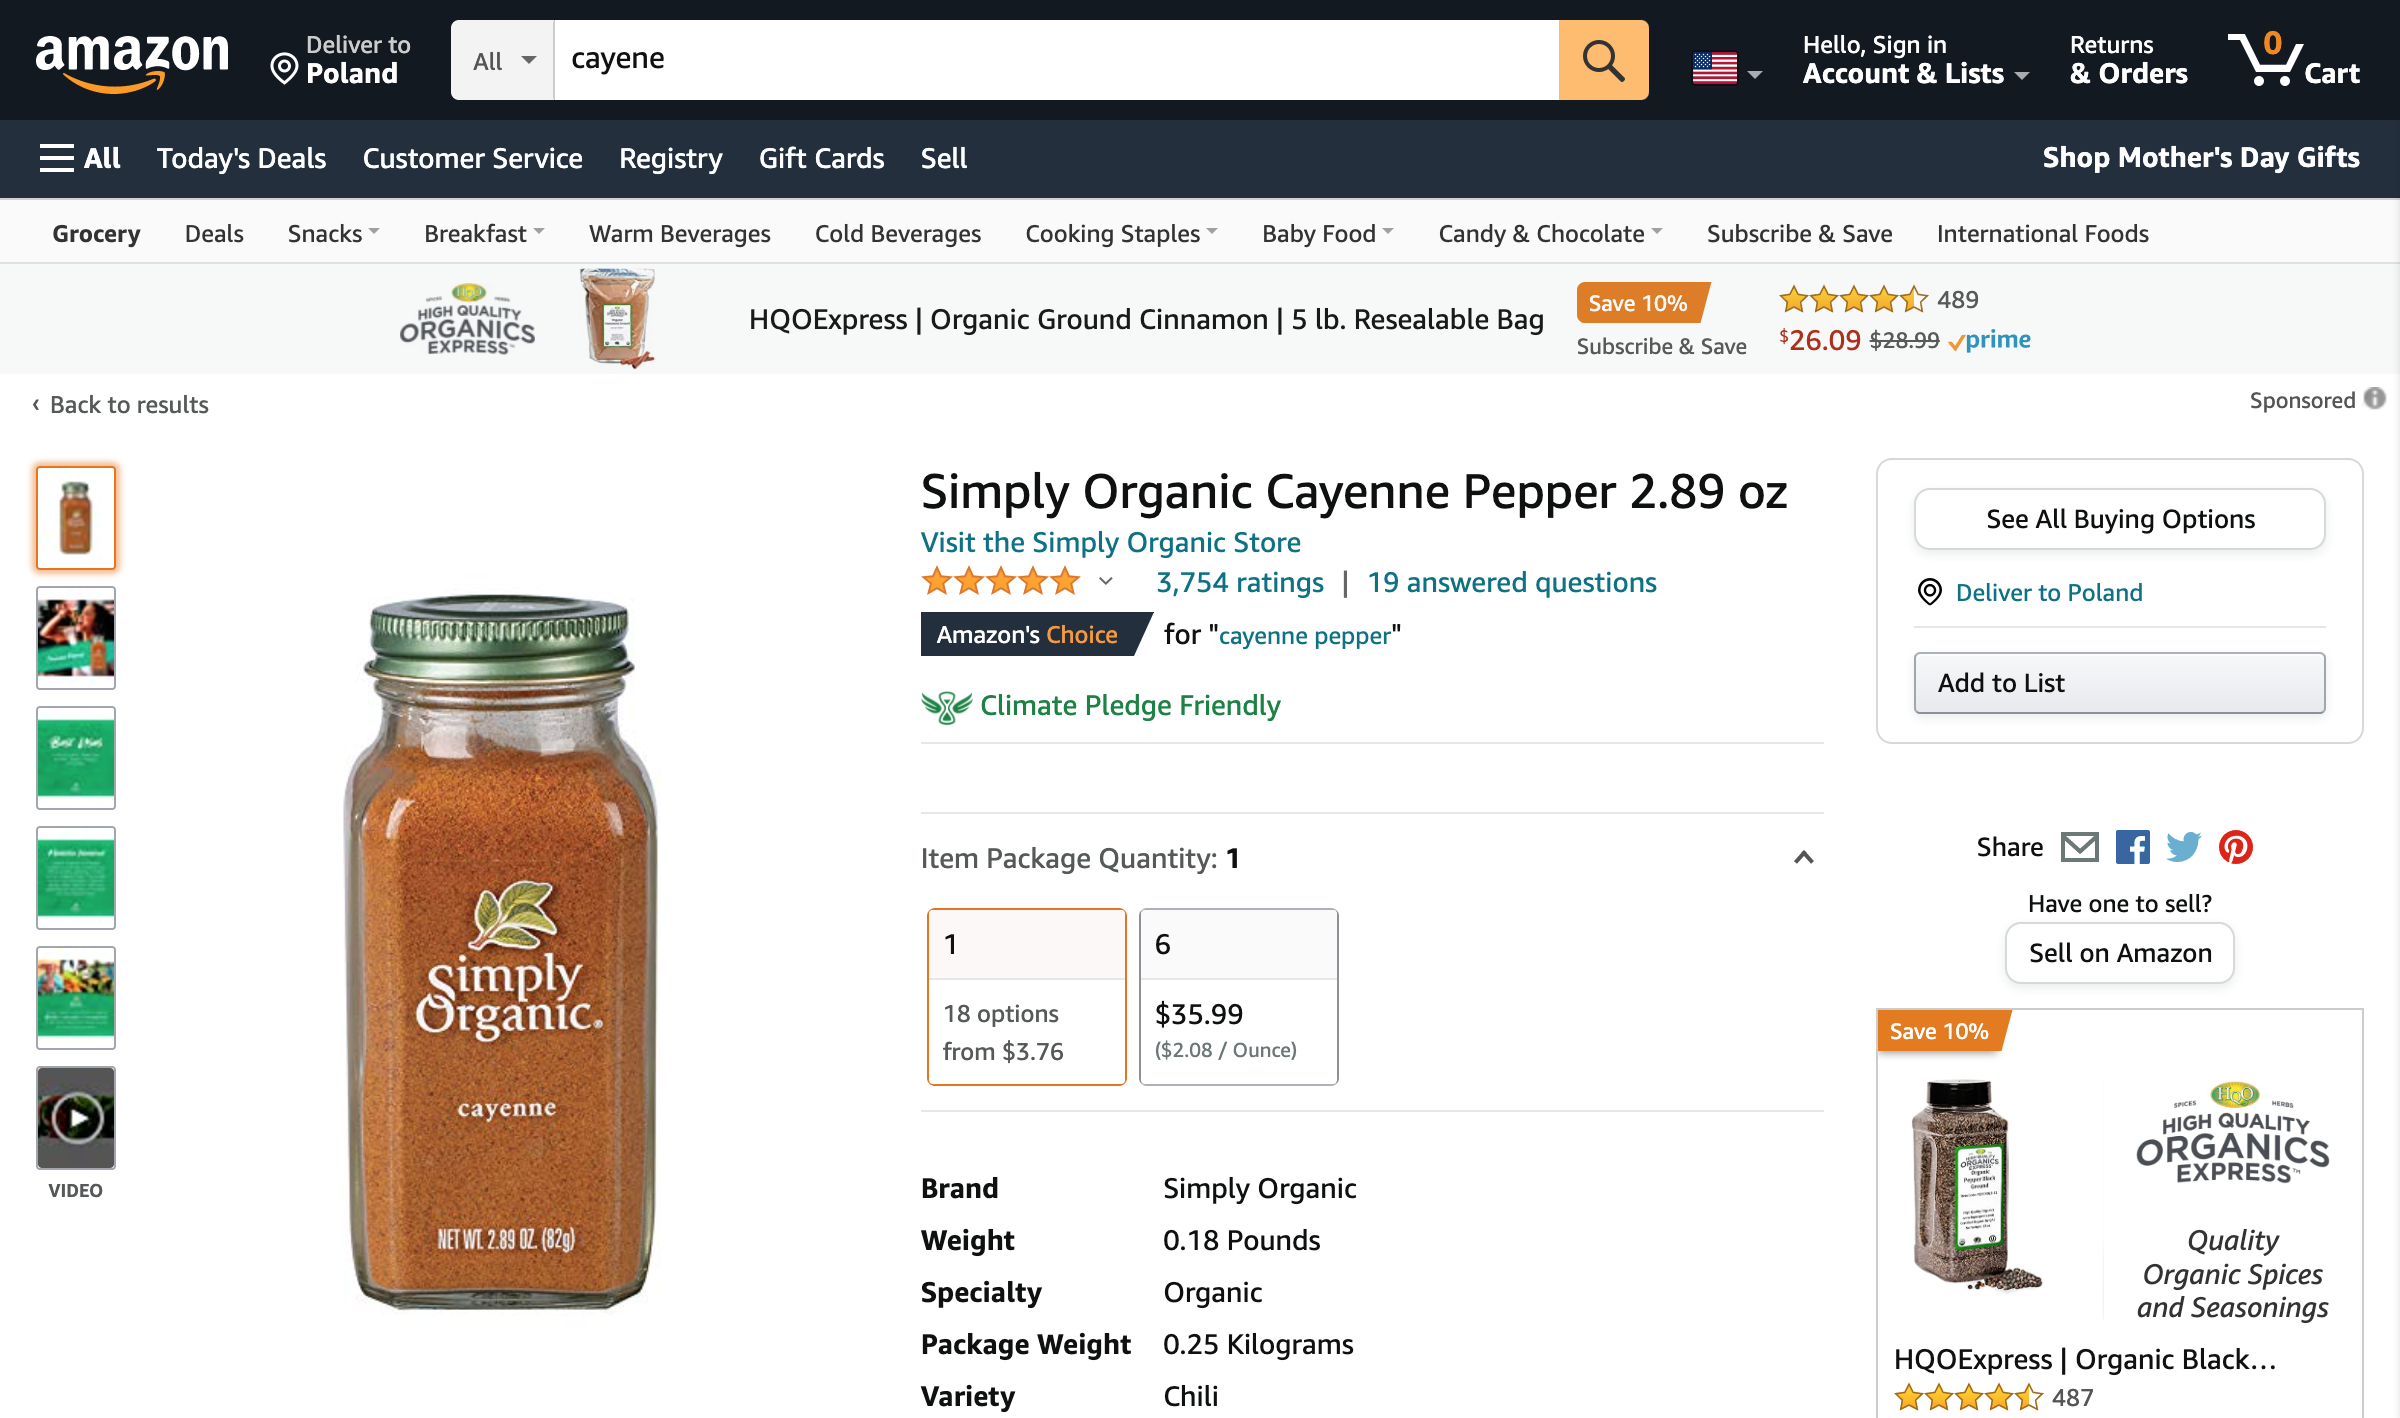 amazon
Deliver to
Poland
All
cayene
Hello, Sign in
Account & Lists
Returns
& Orders
0
Cart
All
Today's Deals
Customer Service
Registry
Gift Cards
Sell
Shop Mother's Day Gifts
Grocery
Deals
Snacks
Breakfast
Warm Beverages
Cold Beverages
Cooking Staples
Baby Food
Candy & Chocolate
Subscribe & Save
International Foods
SPICES HQO HERBS
HIGH QUALITY
ORGANICS
EXPRESS™
HQOExpress | Organic Ground Cinnamon | 5 lb. Resealable Bag
Save 10%
Subscribe & Save
489
$26.09 $28.99 prime
‹ Back to results
Sponsored
VIDEO
simply
Organic®
cayenne
NET WT. 2.89 OZ. (82g)
Simply Organic Cayenne Pepper 2.89 oz
Visit the Simply Organic Store
3,754 ratings | 19 answered questions
Amazon's Choice for "cayenne pepper"
Climate Pledge Friendly
Item Package Quantity: 1
1
18 options
from $3.76
6
$35.99
($2.08 / Ounce)
Brand Simply Organic
Weight 0.18 Pounds
Specialty Organic
Package Weight 0.25 Kilograms
Variety Chili
See All Buying Options
Deliver to Poland
Add to List
Share
Have one to sell?
Sell on Amazon
Save 10%
SPICES HQO HERBS
HIGH QUALITY
ORGANICS
EXPRESS™
Quality
Organic Spices
and Seasonings
HQOExpress | Organic Black...
487